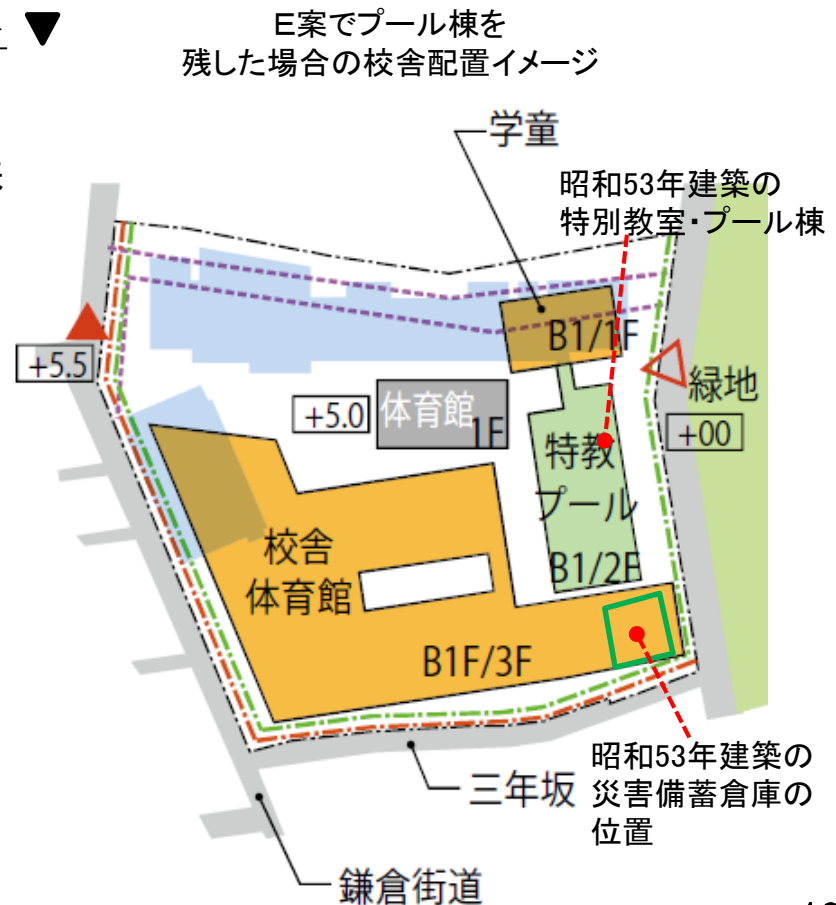 ▼
E案でプール棟を
残した場合の校舎配置イメージ
学童
昭和53年建築の
特別教室・プール棟
B1/1F
+5.5
+5.0
体育館
1F
緑地
+00
特教
プール
B1/2F
校舎
体育館
B1F/3F
三年坂
昭和53年建築の
災害備蓄倉庫の
位置
鎌倉街道